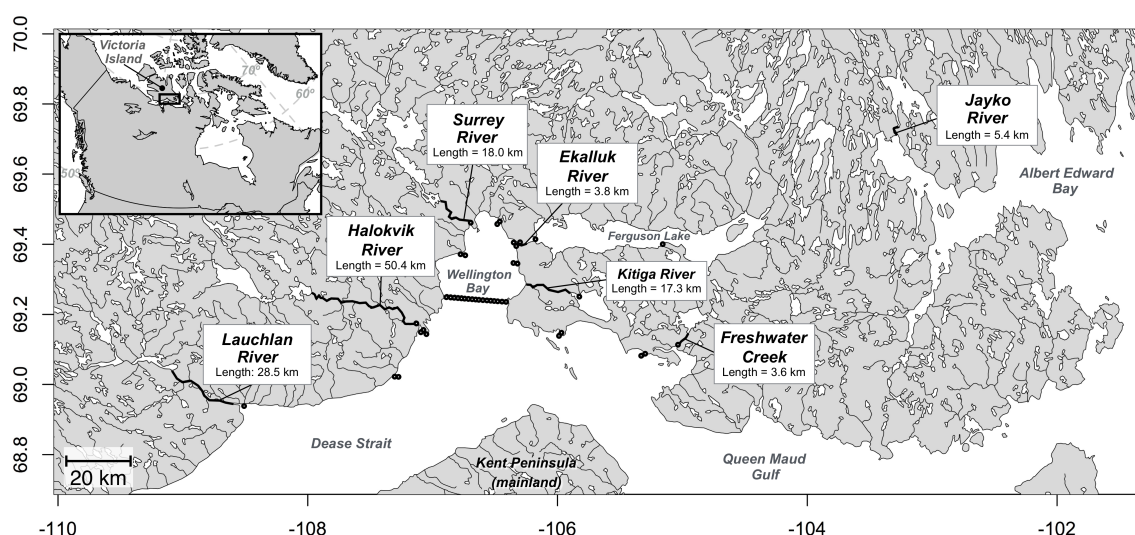 70.0
69.8
69.6
69.4
69.2
69.0
68.8
Victoria
Island
70°
60°
50°
Surrey
River
Length = 18.0 km
Ekalluk
River
Length = 3.8 km
Jayko
River
Length = 5.4 km
Albert Edward
Bay
Halokvik
River
Length = 50.4 km
Ferguson Lake
Wellington
Bay
Kitiga River
Length = 17.3 km
Lauchlan
River
Length: 28.5 km
Freshwater
Creek
Length = 3.6 km
Dease Strait
Kent Peninsula
(mainland)
Queen Maud
Gulf
20 km
-110
-108
-106
-104
-102